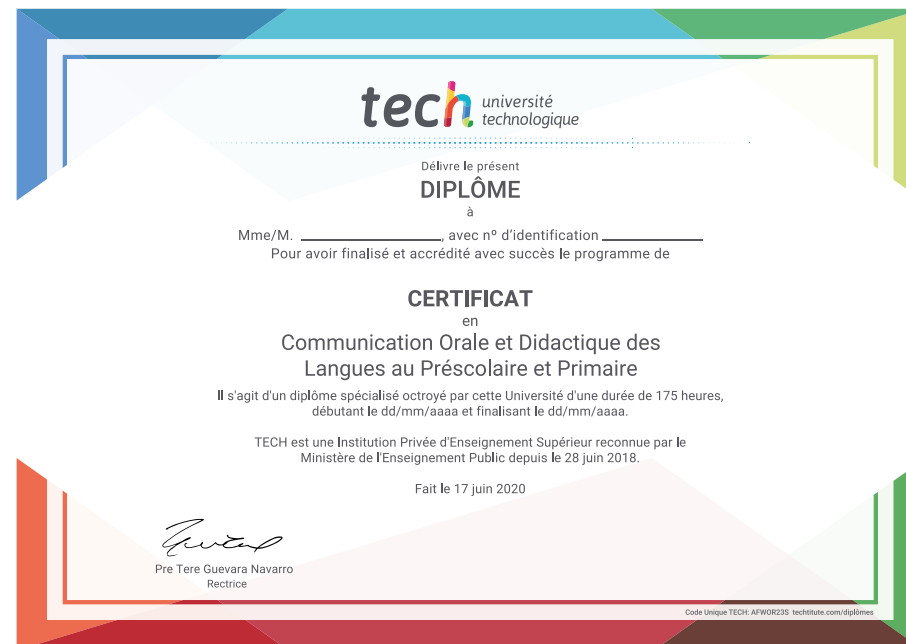 tech université
technologique
Délivre le présent
DIPLÔME
à
Mme/M. ____________, avec nº d'identification ____________
Pour avoir finalisé et accrédité avec succès le programme de
CERTIFICAT
en
Communication Orale et Didactique des
Langues au Préscolaire et Primaire
Il s'agit d'un diplôme spécialisé octroyé par cette Université d'une durée de 175 heures,
débutant le dd/mm/aaaa et finalisant le dd/mm/aaaa.
TECH est une Institution Privée d'Enseignement Supérieur reconnue par le
Ministère de l'Enseignement Public depuis le 28 juin 2018.
Fait le 17 juin 2020
Pre Tere Guevara Navarro
Rectrice
Code Unique TECH: AFWOR23S techtitute.com/diplômes